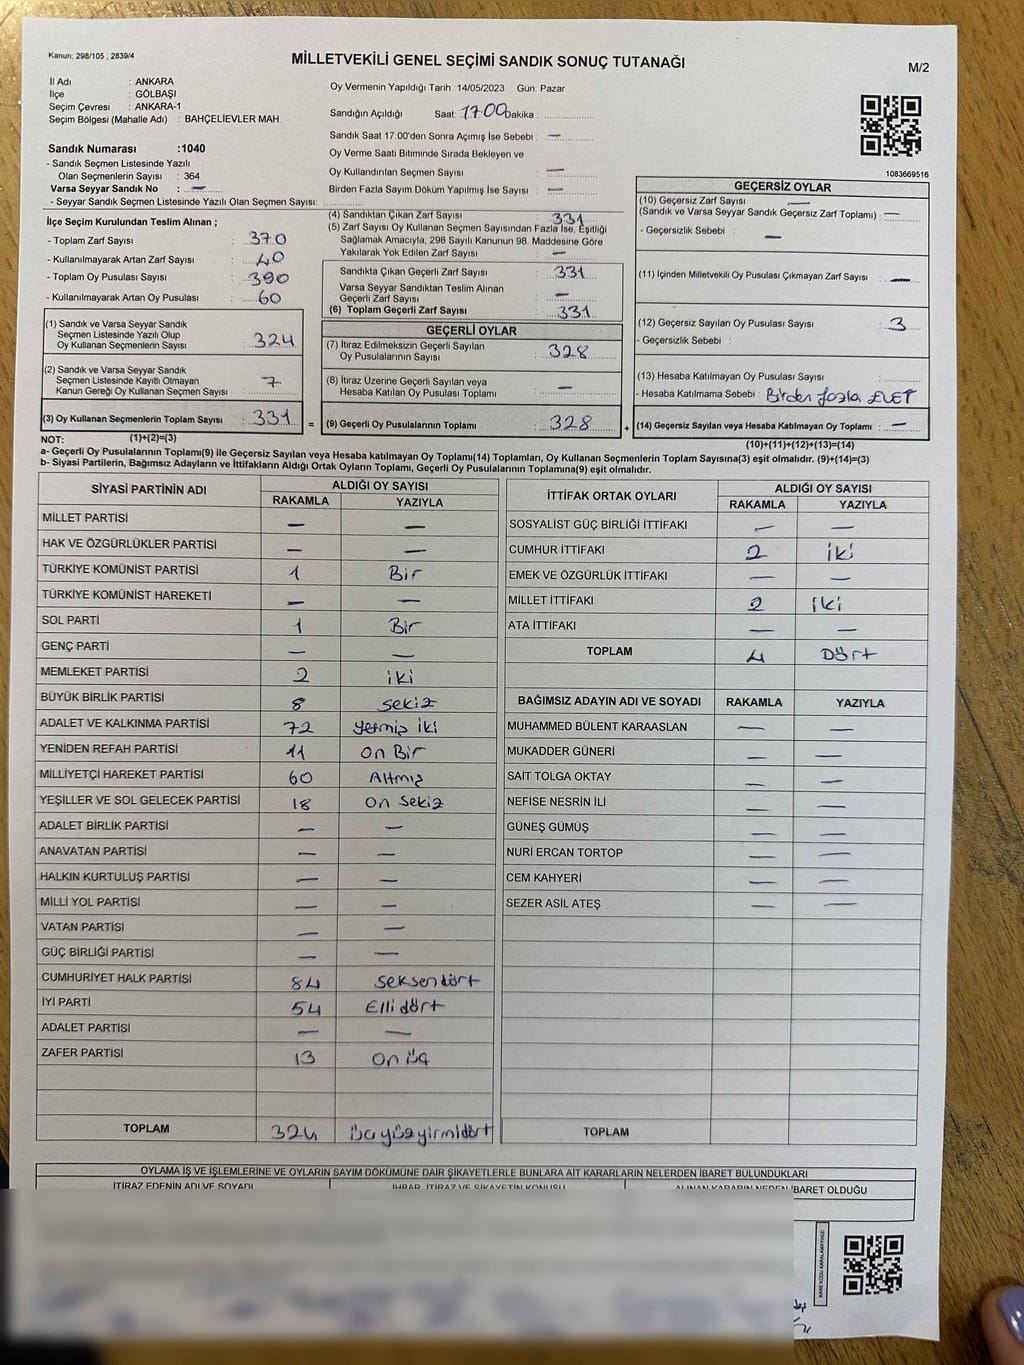 Kanun; 298/105 , 2839/4
MİLLETVEKİLİ GENEL SEÇİMİ SANDIK SONUÇ TUTANAĞI
M/2
İl Adı : ANKARA
İlçe : GÖLBAŞI
Seçim Çevresi : ANKARA-1
Seçim Bölgesi (Mahalle Adı) : BAHÇELİEVLER MAH.
Sandık Numarası :1040
- Sandık Seçmen Listesinde Yazılı
Olan Seçmenlerin Sayısı : 364
Varsa Seyyar Sandık No : —
- Seyyar Sandık Seçmen Listesinde Yazılı Olan Seçmen Sayısı:
Oy Vermenin Yapıldığı Tarih :14/05/2023 Gün: Pazar
Sandığın Açıldığı Saat 17.00 Dakika
Sandık Saat 17.00'den Sonra Açımış İse Sebebi : —
Oy Verme Saati Bitiminde Sırada Bekleyen ve
Oy Kullandırılan Seçmen Sayısı : —
Birden Fazla Sayım Döküm Yapılmış İse Sayısı : —
1083669516
İlçe Seçim Kurulundan Teslim Alınan ;
- Toplam Zarf Sayısı : 370
- Kullanılmayarak Artan Zarf Sayısı : 40
- Toplam Oy Pusulası Sayısı : 390
- Kullanılmayarak Artan Oy Pusulası : 60
(1) Sandık ve Varsa Seyyar Sandık
Seçmen Listesinde Yazılı Olup
Oy Kullanan Seçmenlerin Sayısı : 324
(2) Sandık ve Varsa Seyyar Sandık
Seçmen Listesinde Kayıtlı Olmayan
Kanun Gereği Oy Kullanan Seçmen Sayısı : 7
(3) Oy Kullanan Seçmenlerin Toplam Sayısı : 331
(4) Sandıktan Çıkan Zarf Sayısı : 331
(5) Zarf Sayısı Oy Kullanan Seçmen Sayısından Fazla İse, Eşitliği
Sağlamak Amacıyla, 298 Sayılı Kanunun 98. Maddesine Göre
Yakılarak Yok Edilen Zarf Sayısı : —
Sandıkta Çıkan Geçerli Zarf Sayısı : 331
Varsa Seyyar Sandıktan Teslim Alınan
Geçerli Zarf Sayısı : —
(6) Toplam Geçerli Zarf Sayısı : 331
GEÇERLİ OYLAR
(7) İtiraz Edilmeksizin Geçerli Sayılan
Oy Pusulalarının Sayısı : 328
(8) İtiraz Üzerine Geçerli Sayılan veya
Hesaba Katılan Oy Pusulalarının Sayısı : —
= (9) Geçerli Oy Pusulalarının Toplamı : 328
GEÇERSİZ OYLAR
(10) Geçersiz Zarf Sayısı —
(Sandık ve Varsa Seyyar Sandık Geçersiz Zarf Toplamı) : —
- Geçersizlik Sebebi : —
(11) İçinden Milletvekili Oy Pusulası Çıkmayan Zarf Sayısı : —
(12) Geçersiz Sayılan Oy Pusulası Sayısı : 3
- Geçersizlik Sebebi :
(13) Hesaba Katılmayan Oy Pusulası Sayısı :
- Hesaba Katılmama Sebebi : Birden fazla EVET
+ (14) Geçersiz Sayılan veya Hesaba Katılmayan Oy Toplamı : —
NOT: (1)+(2)=(3)
(10)+(11)+(12)+(13)=(14)
a- Geçerli Oy Pusulalarının Toplamı(9) ile Geçersiz Sayılan veya Hesaba katılmayan Oy Toplamı(14) Toplamları, Oy Kullanan Seçmenlerin Toplam Sayısına(3) eşit olmalıdır. (9)+(14)=(3)
b- Siyasi Partilerin, Bağımsız Adayların ve İttifakların Aldığı Ortak Oyların Toplamı, Geçerli Oy Pusulalarının Toplamına(9) eşit olmalıdır.
SİYASİ PARTİNİN ADI ALDIĞI OY SAYISI
RAKAMLA YAZIYLA
MİLLET PARTİSİ — —
HAK VE ÖZGÜRLÜKLER PARTİSİ — —
TÜRKİYE KOMÜNİST PARTİSİ 1 Bir
TÜRKİYE KOMÜNİST HAREKETİ — —
SOL PARTİ 1 Bir
GENÇ PARTİ — —
MEMLEKET PARTİSİ 2 iki
BÜYÜK BİRLİK PARTİSİ 8 sekiz
ADALET VE KALKINMA PARTİSİ 72 Yetmiş iki
YENİDEN REFAH PARTİSİ 11 on Bir
MİLLİYETÇİ HAREKET PARTİSİ 60 Altmış
YEŞİLLER VE SOL GELECEK PARTİSİ 18 on sekiz
ADALET BİRLİK PARTİSİ — —
ANAVATAN PARTİSİ — —
HALKIN KURTULUŞ PARTİSİ — —
MİLLİ YOL PARTİSİ — —
VATAN PARTİSİ — —
GÜÇ BİRLİĞİ PARTİSİ — —
CUMHURİYET HALK PARTİSİ 84 seksendört
İYİ PARTİ 54 Ellidört
ADALET PARTİSİ — —
ZAFER PARTİSİ 13 on üç
TOPLAM 324 üçyüzyirmidört
İTTİFAK ORTAK OYLARI ALDIĞI OY SAYISI
RAKAMLA YAZIYLA
SOSYALİST GÜÇ BİRLİĞİ İTTİFAKI — —
CUMHUR İTTİFAKI 2 iki
EMEK VE ÖZGÜRLÜK İTTİFAKI — —
MİLLET İTTİFAKI 2 iki
ATA İTTİFAKI — —
TOPLAM 4 Dört
BAĞIMSIZ ADAYIN ADI VE SOYADI RAKAMLA YAZIYLA
MUHAMMED BÜLENT KARAASLAN — —
MUKADDER GÜNERİ — —
SAİT TOLGA OKTAY — —
NEFİSE NESRİN İLİ — —
GÜNEŞ GÜMÜŞ — —
NURİ ERCAN TORTOP — —
CEM KAHYERİ — —
SEZER ASİL ATEŞ — —
TOPLAM
OYLAMA İŞ VE İŞLEMLERİNE VE OYLARIN SAYIM DÖKÜMÜNE DAİR ŞİKAYETLERLE BUNLARA AİT KARARLARIN NELERDEN İBARET BULUNDUKLARI
İTİRAZ EDENİN ADI VE SOYADI İHBAR, İTİRAZ VE ŞİKAYETİN KONUSU ALINAN KARARIN NEDEN İBARET OLDUĞU
KARE KODU KARALAMAYINIZ!